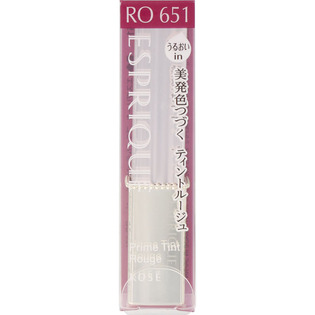 RO 651
ESPRIQUE
うるおい
in
美発色つづく ティントルージュ
Prime Tint
Rouge
KOSÉ